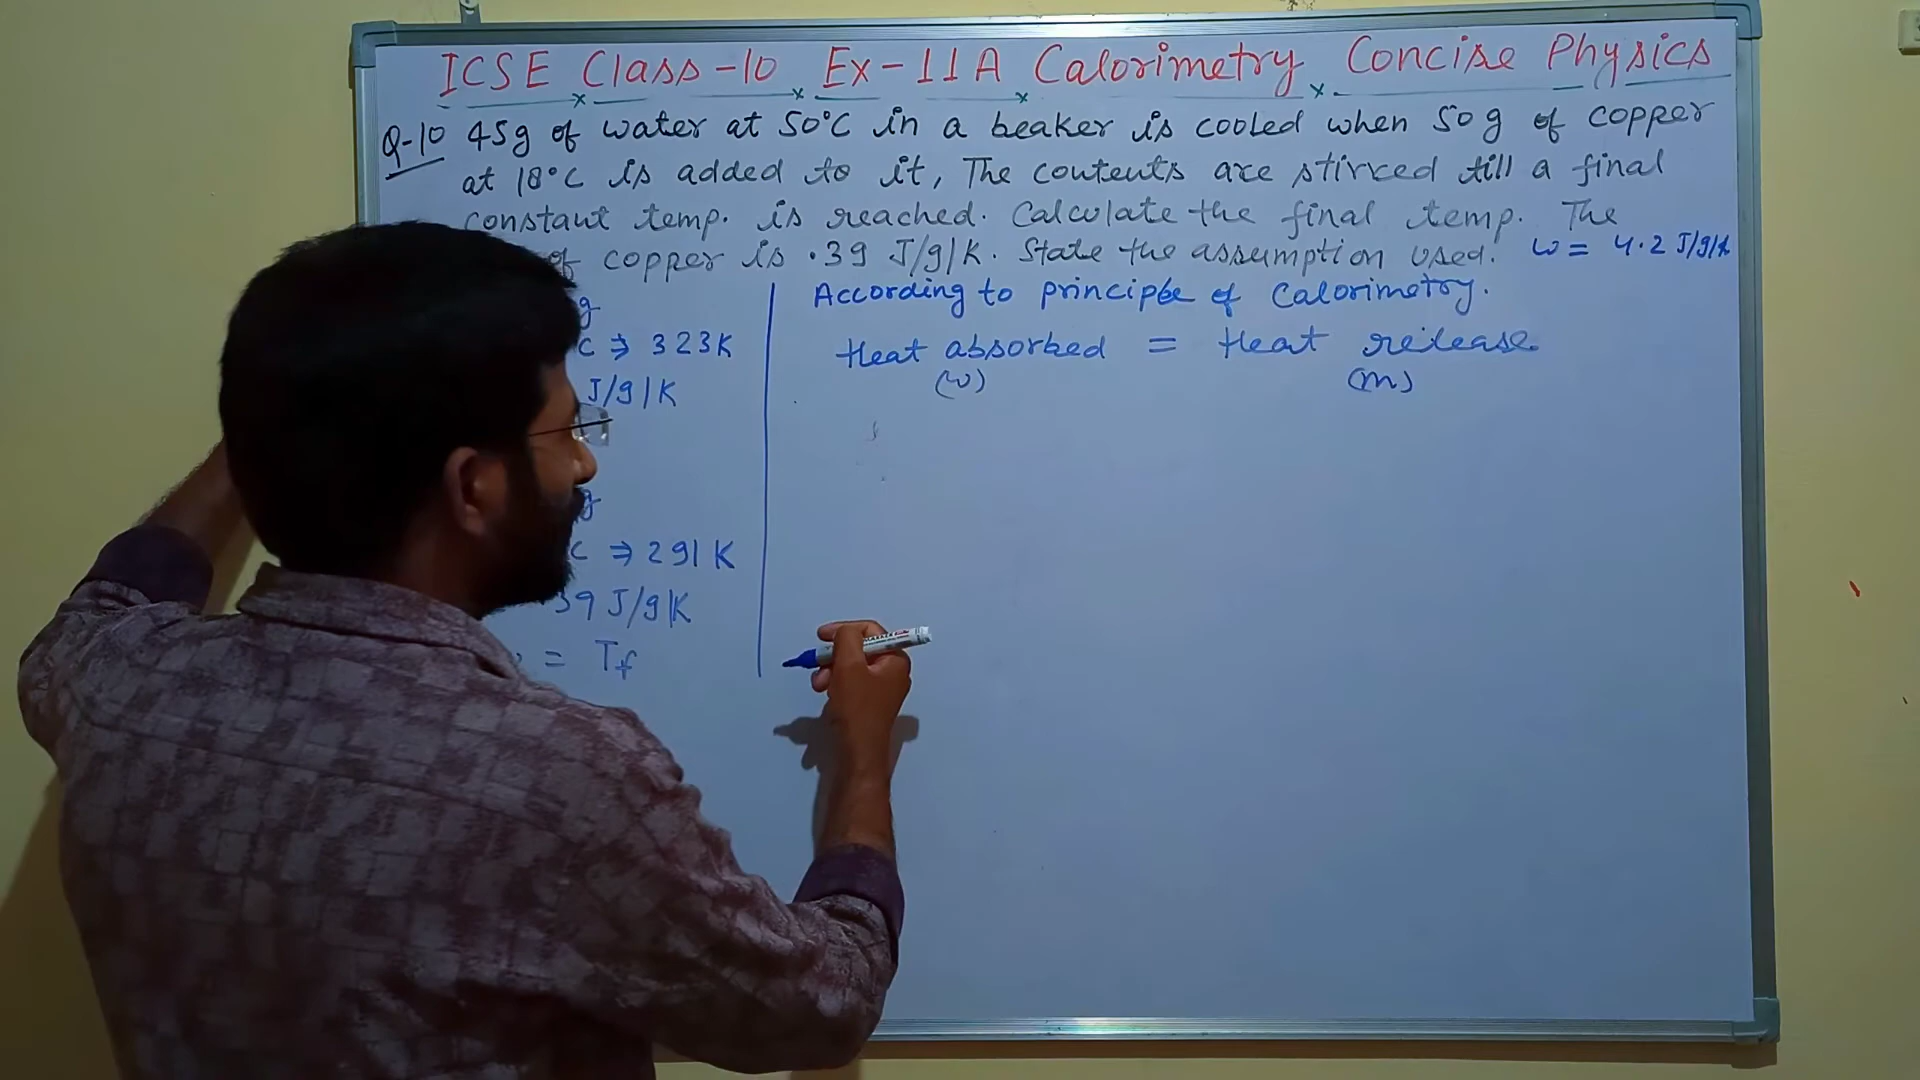 ICSE Class-10 Ex-11A Calorimetry Concise Physics
Q-10 45g of water at 50°C in a beaker is cooled when 50g of copper
at 18°C is added to it, The contents are stirred till a final
constant temp. is reached. Calculate the final temp. The
of copper is .39 J/g/K. State the assumption used. w = 4.2 J/g/k
g
c ⇒ 323K
J/g/K
g
c ⇒ 291K
.39 J/g/K
= Tf
According to principle of Calorimetry.
Heat absorbed = Heat release
(w) (m)